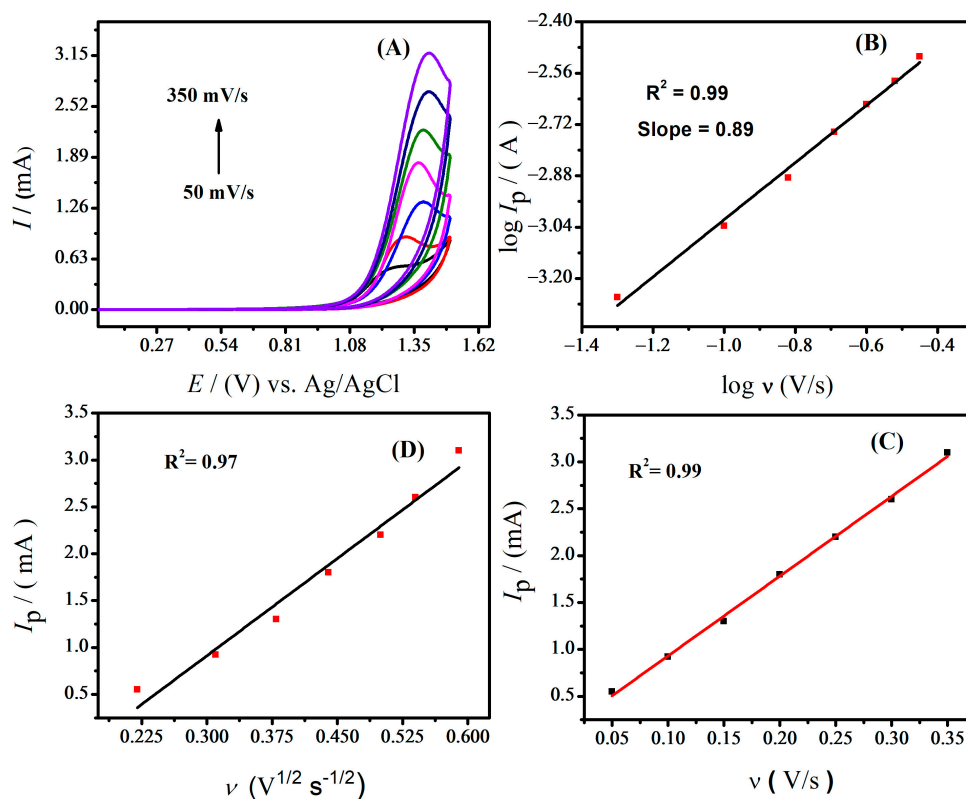 (A)
3.15
2.52
1.89
1.26
0.63
0.00
I / (mA)
350 mV/s
50 mV/s
0.27 0.54 0.81 1.08 1.35 1.62
E / (V) vs. Ag/AgCl
(B)
−2.40
−2.56
−2.72
−2.88
−3.04
−3.20
log Ip / ( A )
R2 = 0.99
Slope = 0.89
−1.4 −1.2 −1.0 −0.8 −0.6 −0.4
log ν (V/s)
(D)
3.5
3.0
2.5
2.0
1.5
1.0
0.5
Ip / ( mA )
R2= 0.97
0.225 0.300 0.375 0.450 0.525 0.600
ν (V1/2 s-1/2)
(C)
3.5
3.0
2.5
2.0
1.5
1.0
0.5
Ip / (mA)
R2= 0.99
0.05 0.10 0.15 0.20 0.25 0.30 0.35
ν ( V/s)